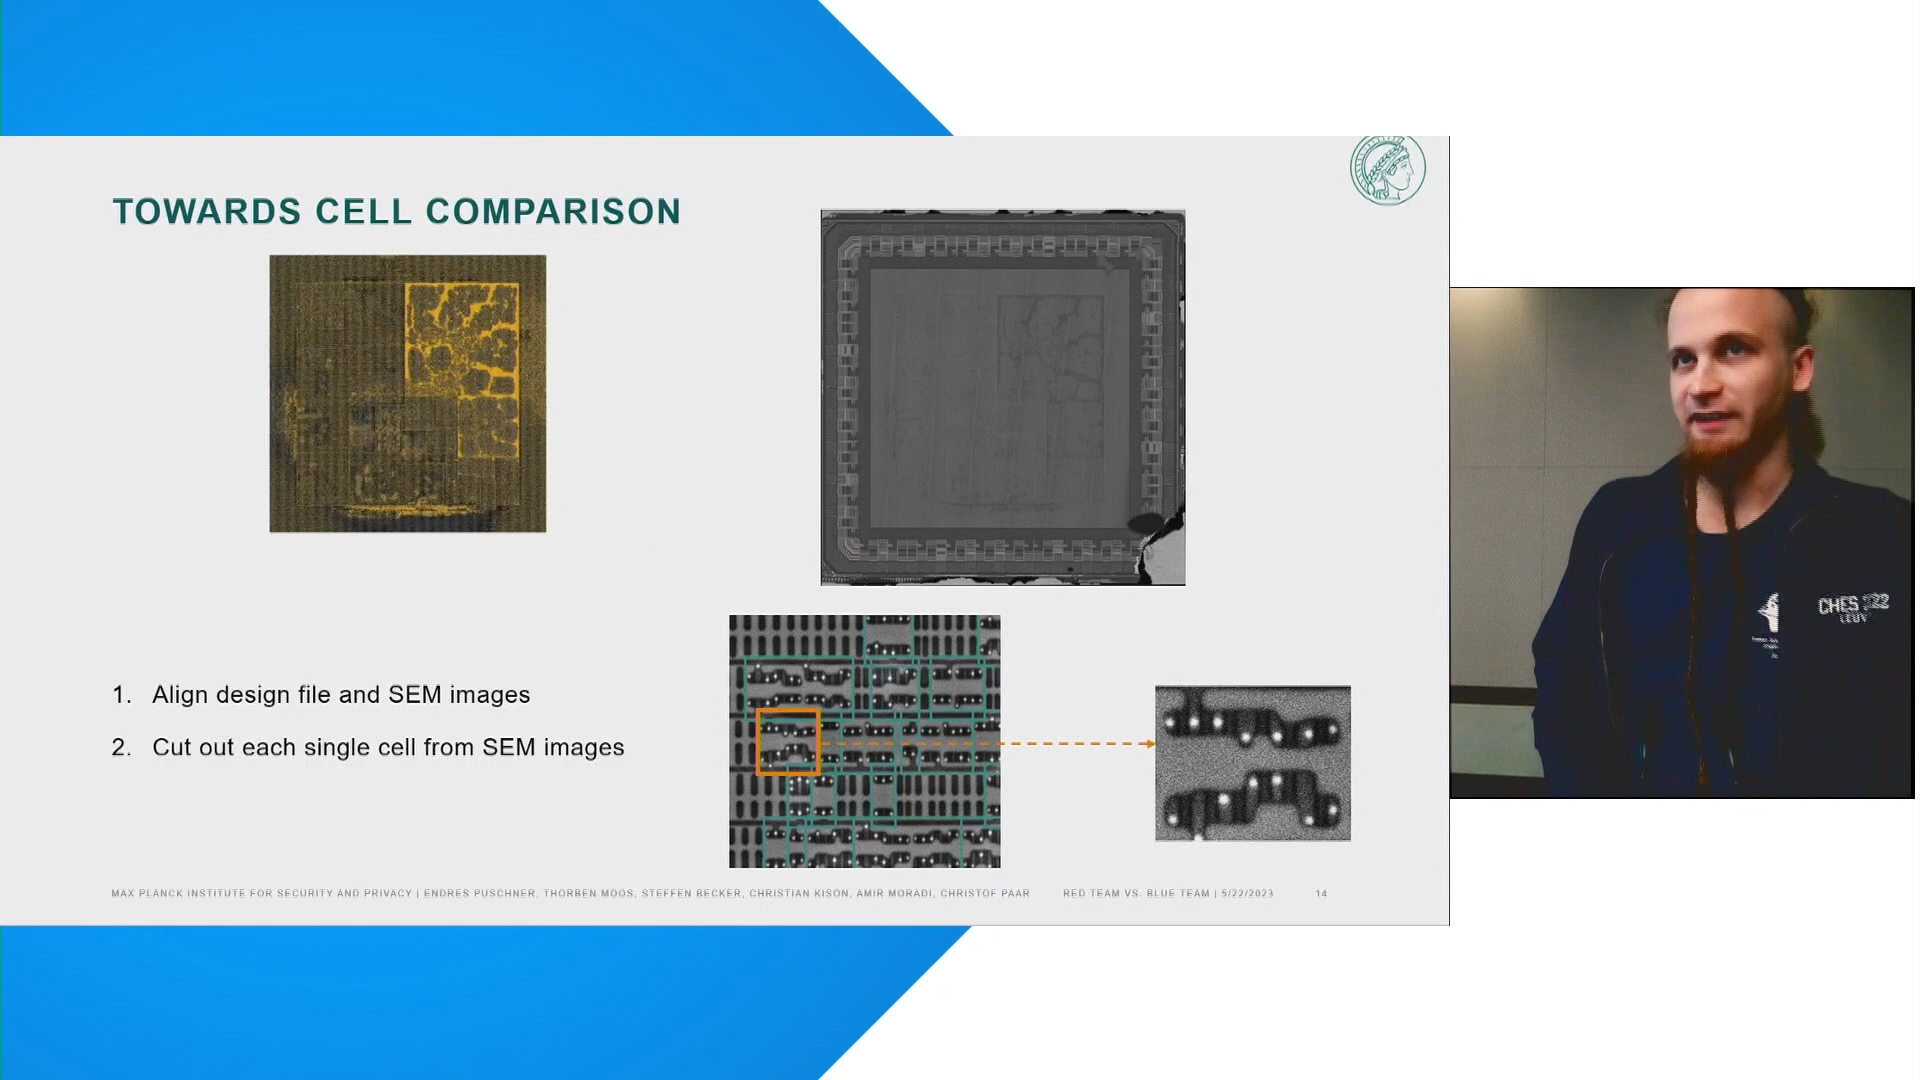 TOWARDS CELL COMPARISON
1. Align design file and SEM images
2. Cut out each single cell from SEM images
MAX PLANCK INSTITUTE FOR SECURITY AND PRIVACY | ENDRES PUSCHNER, THORBEN MOOS, STEFFEN BECKER, CHRISTIAN KISON, AMIR MORADI, CHRISTOF PAAR RED TEAM VS. BLUE TEAM | 5/22/2023 14
CHES